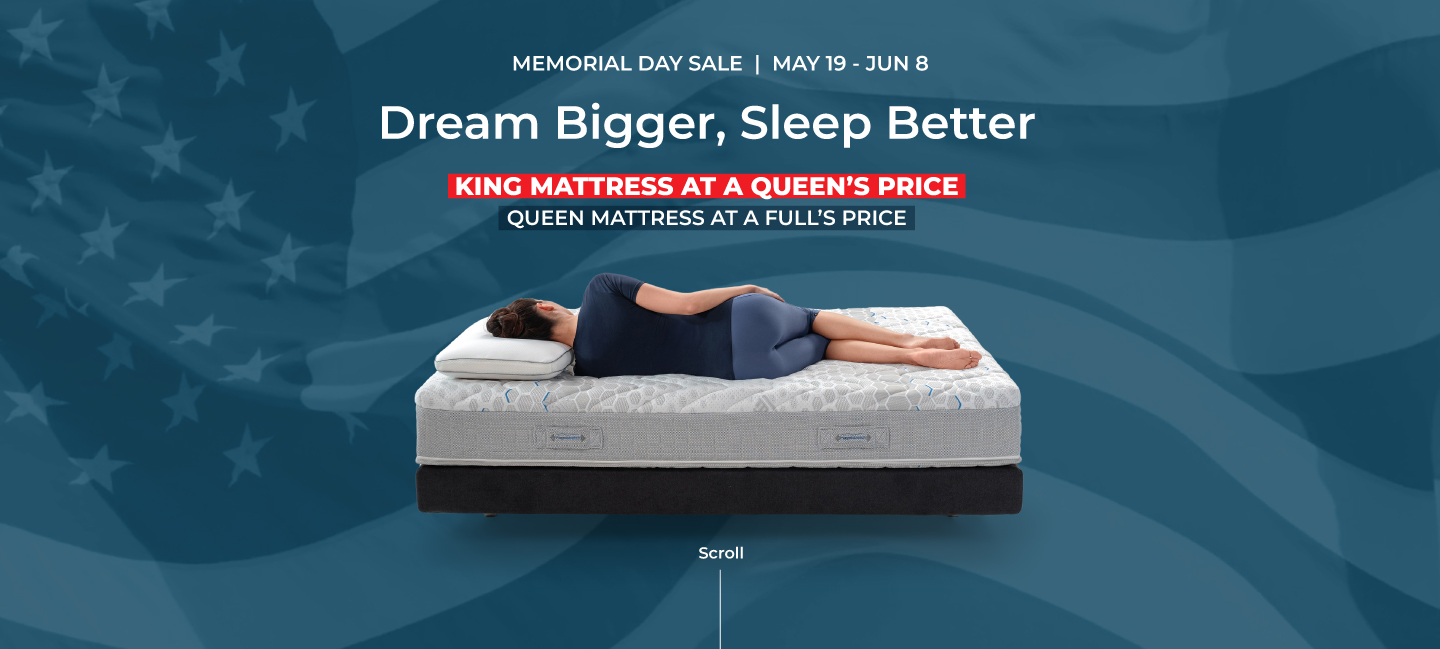 MEMORIAL DAY SALE | MAY 19 - JUN 8
Dream Bigger, Sleep Better
KING MATTRESS AT A QUEEN’S PRICE
QUEEN MATTRESS AT A FULL’S PRICE
Scroll